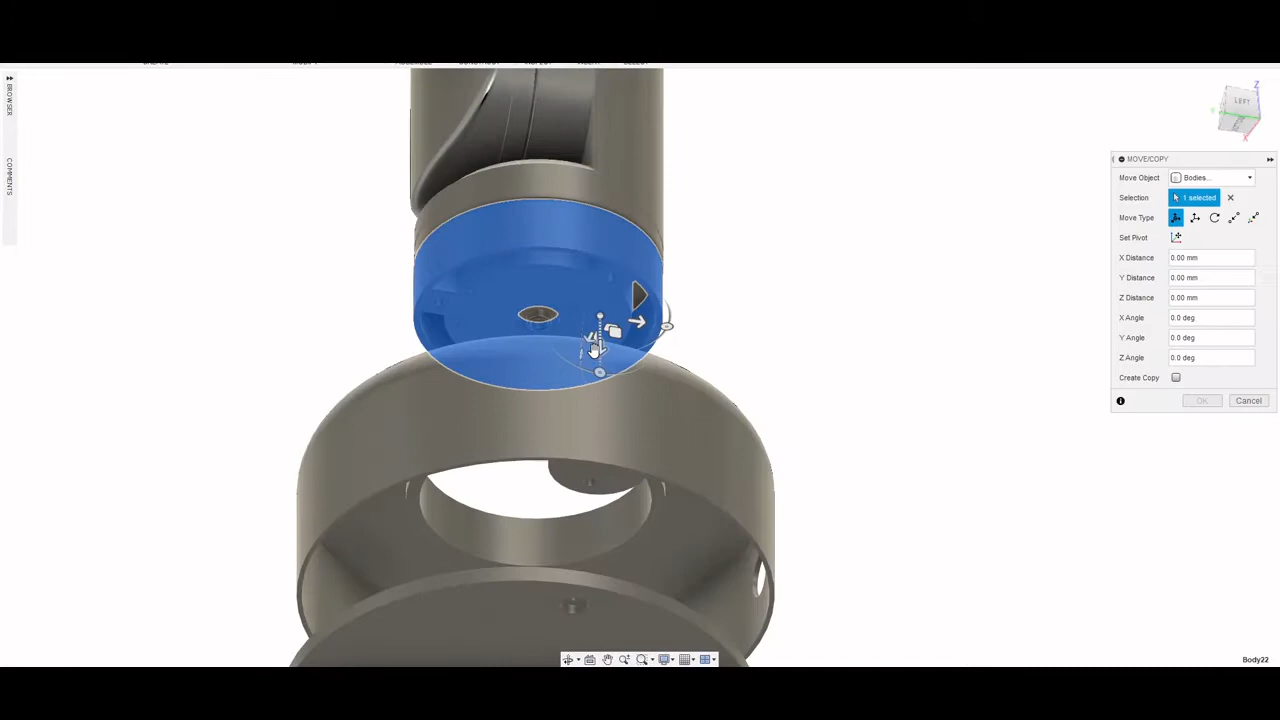 BROWSER
COMMENTS
Z
LEFT
X
MOVE/COPY
Move Object
Bodies...
Selection
1 selected
Move Type
Set Pivot
X Distance
0.00 mm
Y Distance
0.00 mm
Z Distance
0.00 mm
X Angle
0.0 deg
Y Angle
0.0 deg
Z Angle
0.0 deg
Create Copy
OK
Cancel
Body22